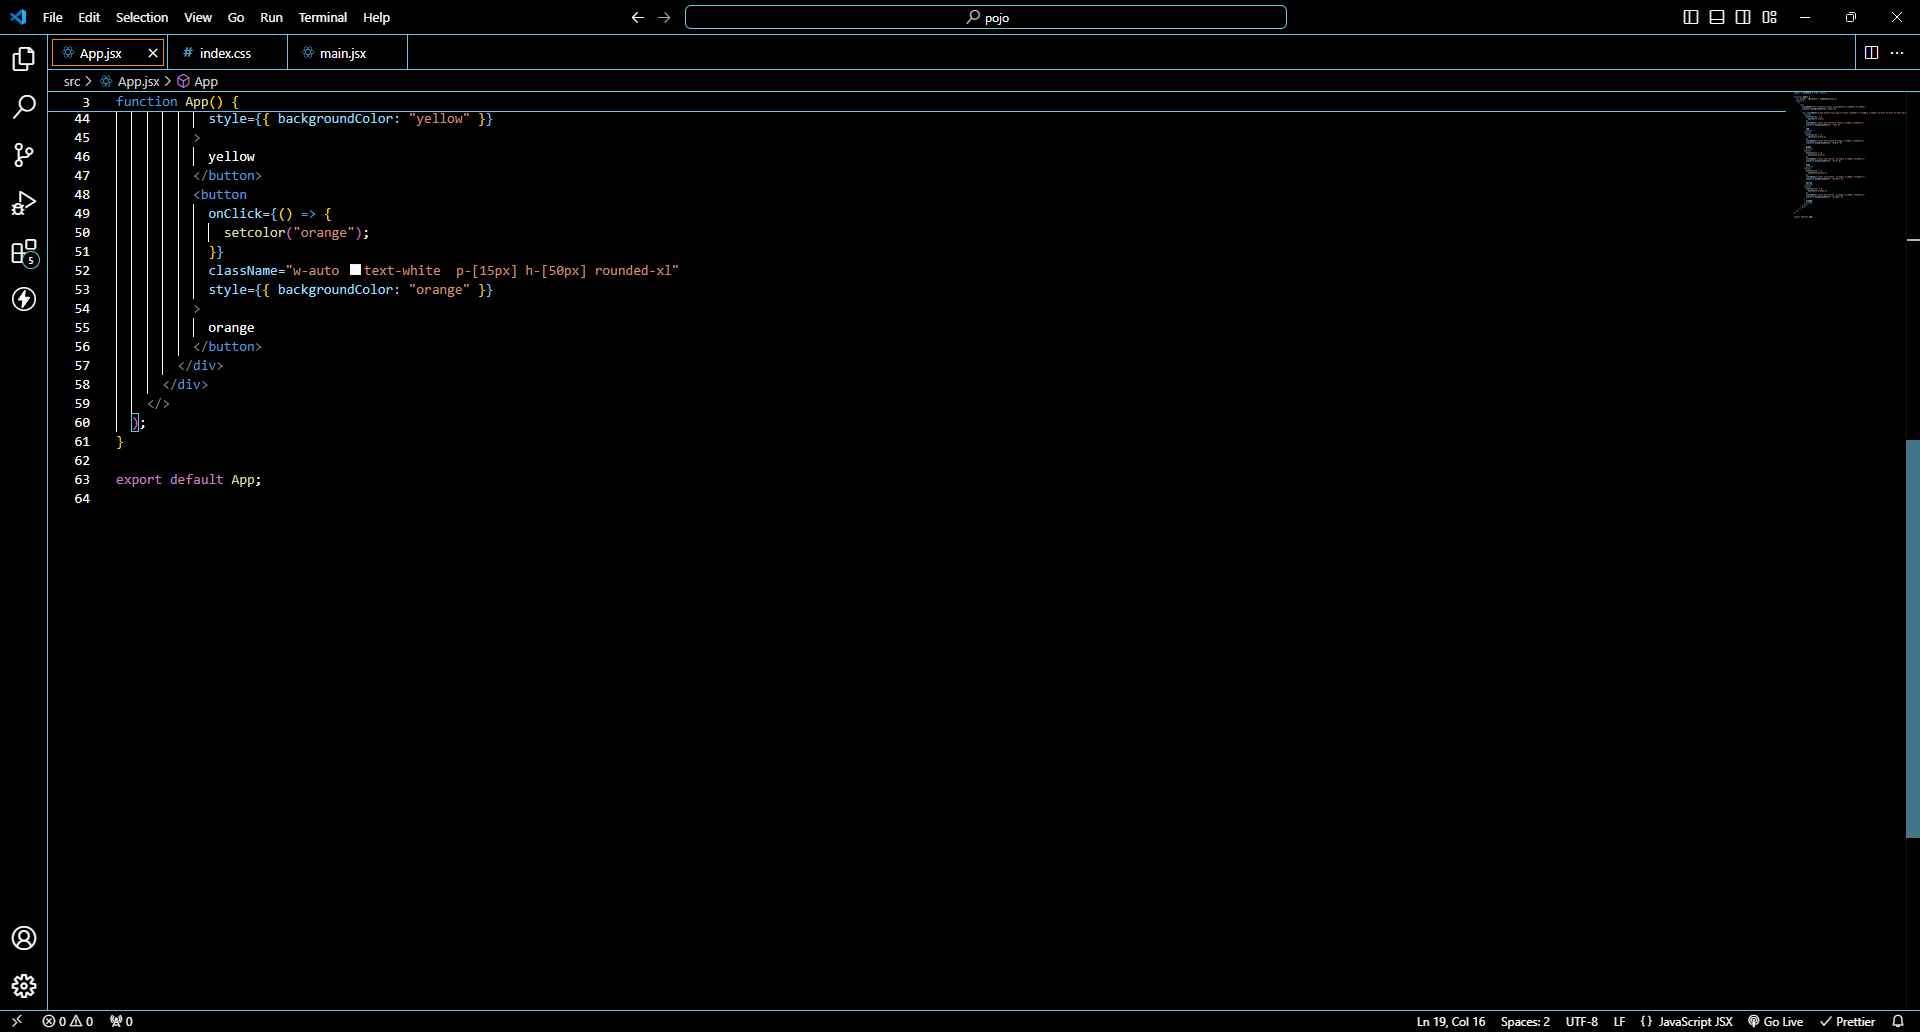 File Edit Selection View Go Run Terminal Help
pojo
App.jsx
# index.css
main.jsx
src > App.jsx > App
3 function App() {
44 style={{ backgroundColor: "yellow" }}
45 >
46 yellow
47 </button>
48 <button
49 onClick={() => {
50 setcolor("orange");
51 }}
52 className="w-auto text-white  p-[15px] h-[50px] rounded-xl"
53 style={{ backgroundColor: "orange" }}
54 >
55 orange
56 </button>
57 </div>
58 </div>
59 </>
60 );
61 }
62
63 export default App;
64
5
0 0 0
Ln 19, Col 16 Spaces: 2 UTF-8 LF {} JavaScript JSX Go Live Prettier